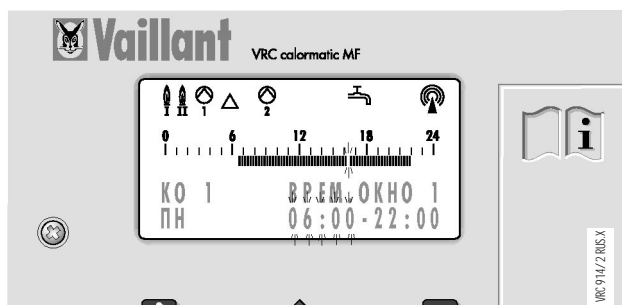 Vaillant
VRC calormatic MF
I II 1 2
0 6 12 18 24
КО 1 ВРЕМ.ОКНО 1
ПН 06:00-22:00
i
VRC 914/2 RUS.X